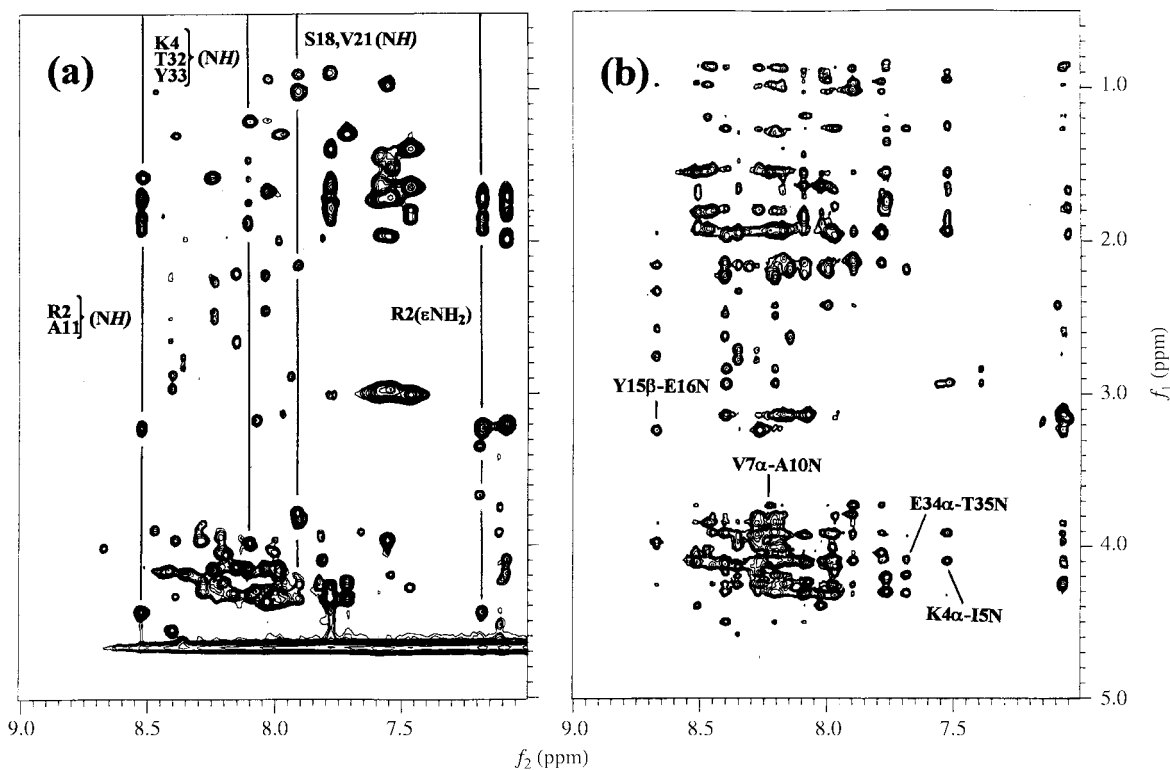 (a)
K4
T32
Y33
(NH)
S18,V21(NH)
R2
A11
(NH)
R2(εNH2)
9.0
8.5
8.0
7.5
f2 (ppm)
(b)
Y15β-E16N
V7α-A10N
E34α-T35N
K4α-I5N
1.0
2.0
3.0
4.0
5.0
f1 (ppm)
9.0
8.5
8.0
7.5
f2 (ppm)